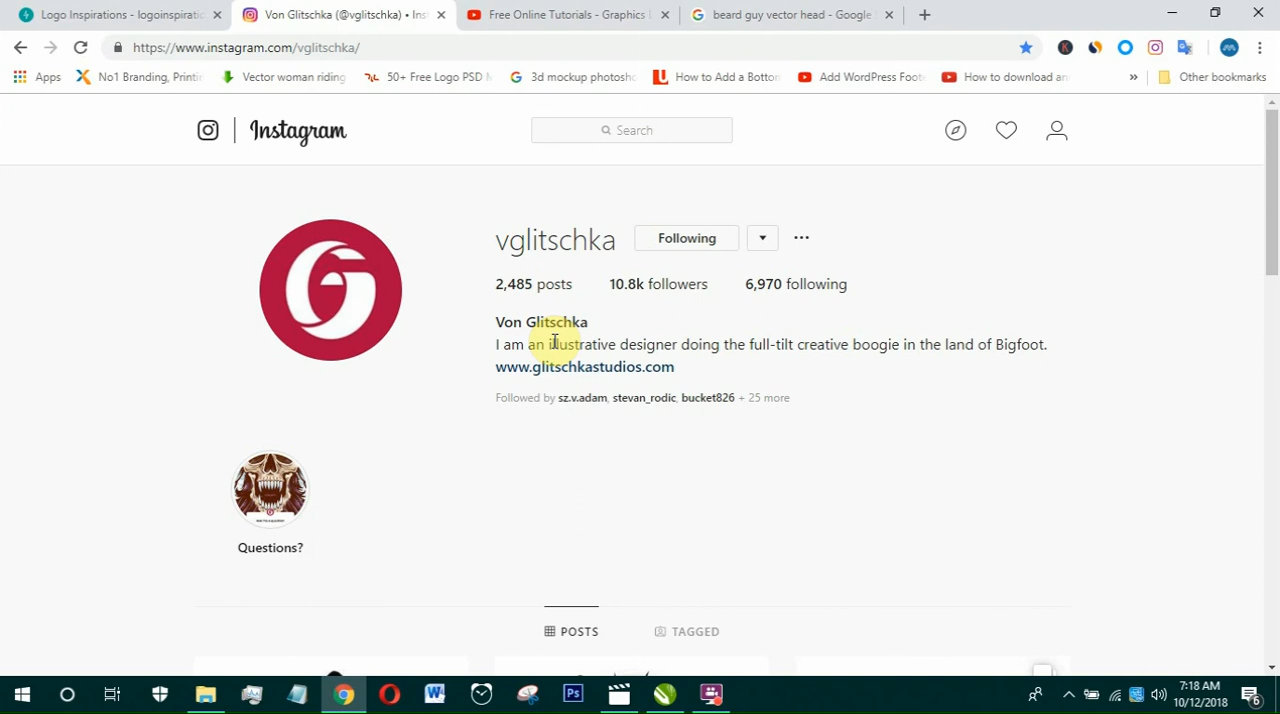 Logo Inspirations - logoinspiratic
Von Glitschka (@vglitschka) • Inst
Free Online Tutorials - Graphics D
beard guy vector head - Google S
https://www.instagram.com/vglitschka/
Apps
No1 Branding, Printin
Vector woman riding
50+ Free Logo PSD M
3d mockup photosho
How to Add a Botton
Add WordPress Foot
How to download an
Other bookmarks
Instagram
Search
vglitschka
Following
2,485 posts
10.8k followers
6,970 following
Von Glitschka
I am an illustrative designer doing the full-tilt creative boogie in the land of Bigfoot.
www.glitschkastudios.com
Followed by sz.v.adam, stevan_rodic, bucket826 + 25 more
Questions?
POSTS
TAGGED
7:18 AM
10/12/2018
6